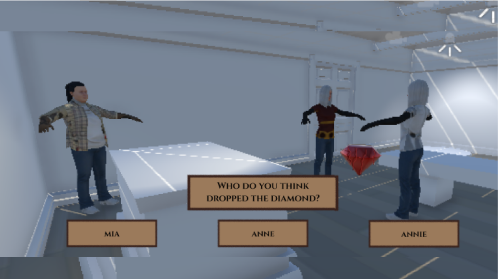 Who do you think
dropped the diamond?
MIA
ANNE
ANNIE